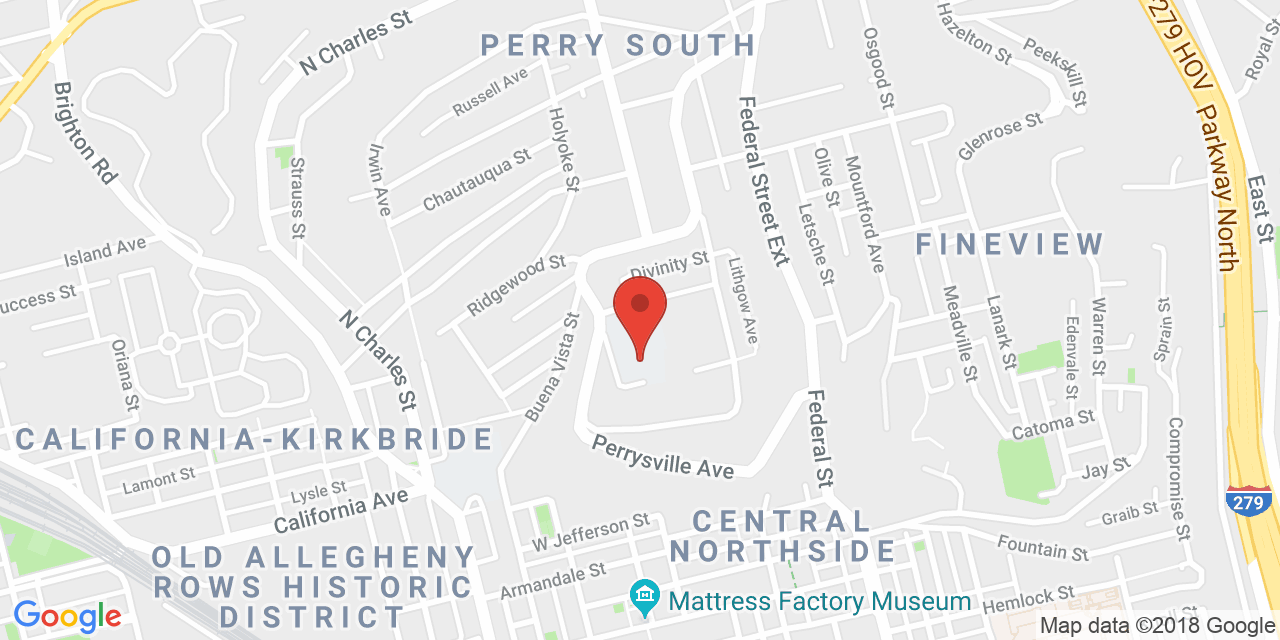 N Charles St
PERRY SOUTH
Osgood St
Hazelton St
Peekskill St
279 HOV
Parkway North
Royal St
Brighton Rd
Russell Ave
Holyoke St
Federal Street Ext
Glenrose St
Strauss St
Irwin Ave
Chautauqua St
Olive St
Mountford Ave
Letsche St
East St
Island Ave
FINEVIEW
Success St
Ridgewood St
Divinity St
Lithgow Ave
N Charles St
Buena Vista St
Meadville St
Lanark St
Edenvale St
Warren St
Sprain St
Oriana St
Federal St
CALIFORNIA-KIRKBRIDE
Perrysville Ave
Catoma St
Jay St
Compromise St
Lamont St
Lysle St
California Ave
279
Graib St
W Jefferson St
CENTRAL
NORTHSIDE
Fountain St
OLD ALLEGHENY
ROWS HISTORIC
DISTRICT
Armandale St
Mattress Factory Museum
Hemlock St
Google
Map data ©2018 Google